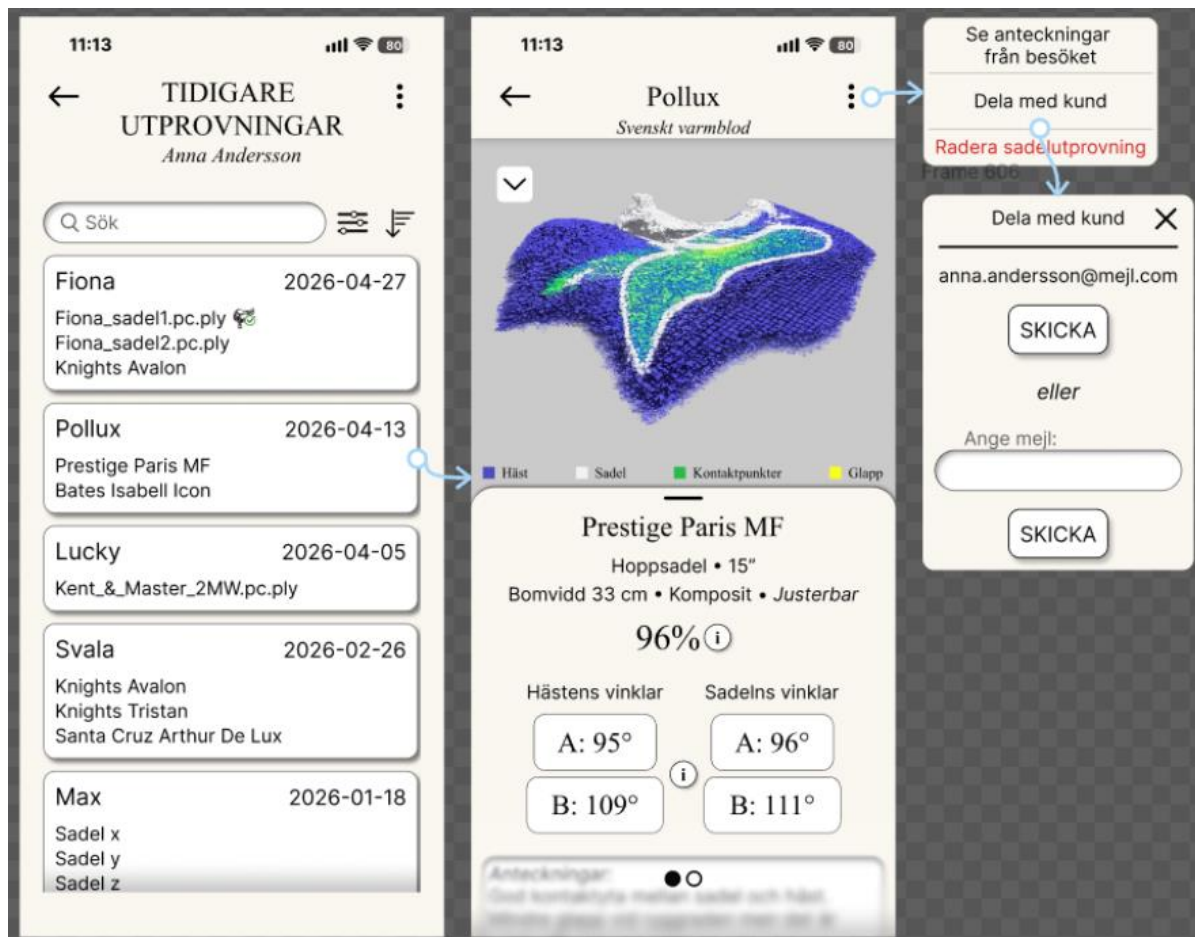 11:13
80
TIDIGARE
UTPROVNINGAR
Anna Andersson
Sök
Fiona 2026-04-27
Fiona_sadel1.pc.ply
Fiona_sadel2.pc.ply
Knights Avalon
Pollux 2026-04-13
Prestige Paris MF
Bates Isabell Icon
Lucky 2026-04-05
Kent_&_Master_2MW.pc.ply
Svala 2026-02-26
Knights Avalon
Knights Tristan
Santa Cruz Arthur De Lux
Max 2026-01-18
Sadel x
Sadel y
Sadel z
11:13
80
Pollux
Svenskt varmblod
Häst Sadel Kontaktpunkter Glapp
Prestige Paris MF
Hoppsadel • 15”
Bomvidd 33 cm • Komposit • Justerbar
96% i
Hästens vinklar Sadelns vinklar
A: 95° A: 96°
i
B: 109° B: 111°
Anteckningar:
God kontaktyta mellan sadel och häst.
Se anteckningar
från besöket
Dela med kund
Radera sadelutprovning
Frame 606
Dela med kund
anna.andersson@mejl.com
SKICKA
eller
Ange mejl:
SKICKA